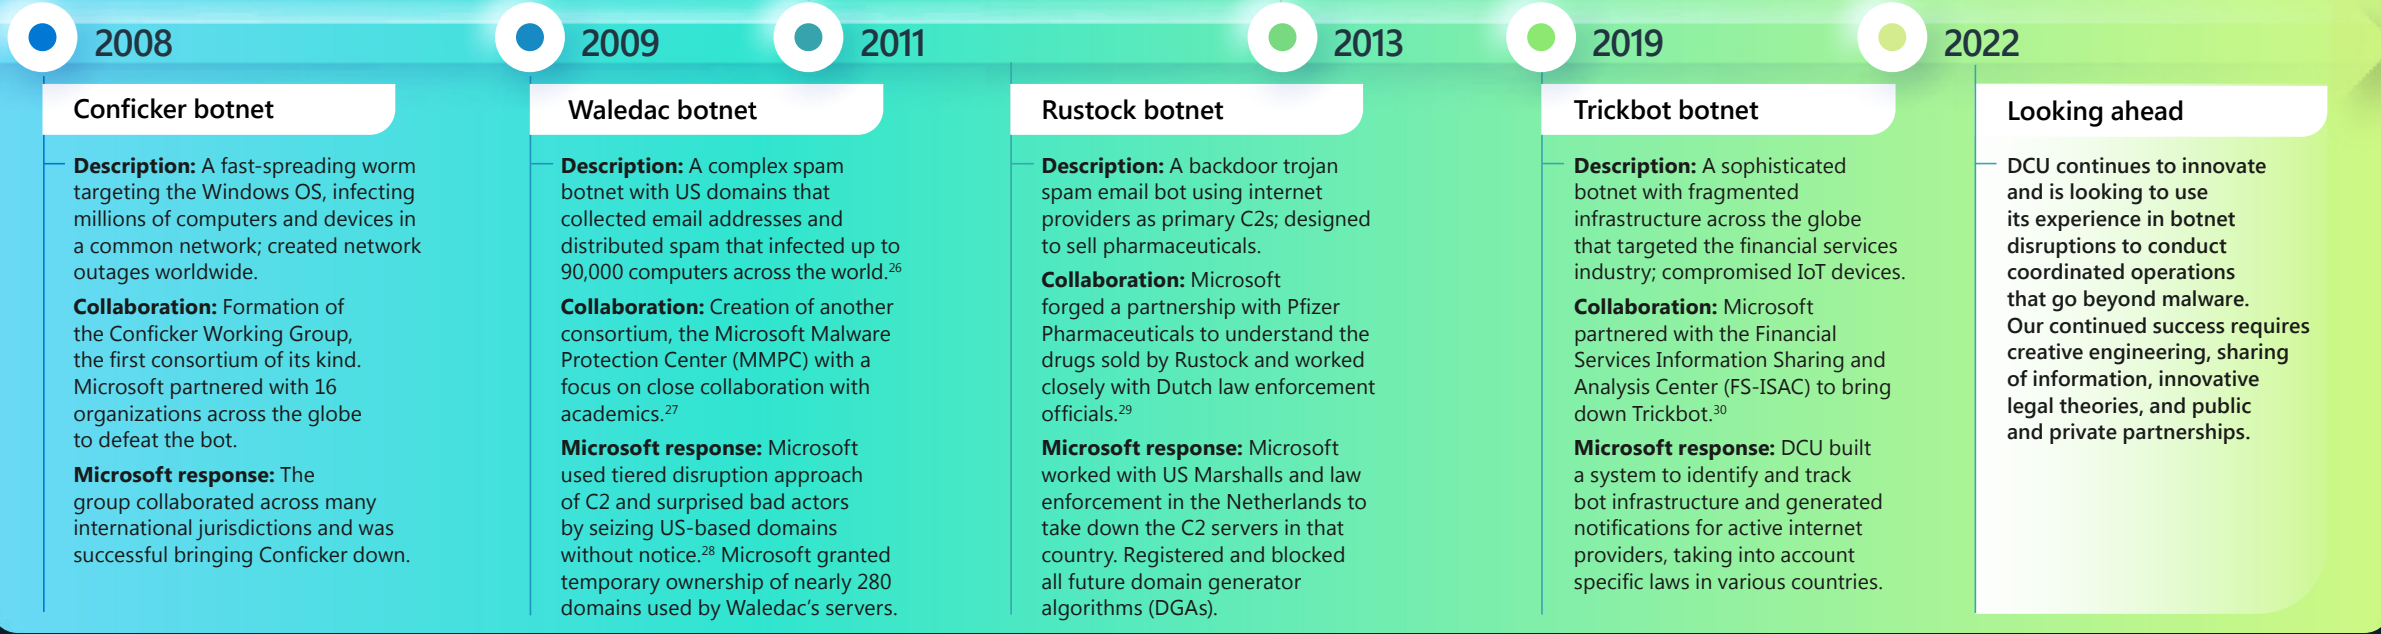 2008
2009
2011
2013
2019
2022
Conficker botnet
Description: A fast-spreading worm
targeting the Windows OS, infecting
millions of computers and devices in
a common network; created network
outages worldwide.
Collaboration: Formation of
the Conficker Working Group,
the first consortium of its kind.
Microsoft partnered with 16
organizations across the globe
to defeat the bot.
Microsoft response: The
group collaborated across many
international jurisdictions and was
successful bringing Conficker down.
Waledac botnet
Description: A complex spam
botnet with US domains that
collected email addresses and
distributed spam that infected up to
90,000 computers across the world.26
Collaboration: Creation of another
consortium, the Microsoft Malware
Protection Center (MMPC) with a
focus on close collaboration with
academics.27
Microsoft response: Microsoft
used tiered disruption approach
of C2 and surprised bad actors
by seizing US-based domains
without notice.28 Microsoft granted
temporary ownership of nearly 280
domains used by Waledac’s servers.
Rustock botnet
Description: A backdoor trojan
spam email bot using internet
providers as primary C2s; designed
to sell pharmaceuticals.
Collaboration: Microsoft
forged a partnership with Pfizer
Pharmaceuticals to understand the
drugs sold by Rustock and worked
closely with Dutch law enforcement
officials.29
Microsoft response: Microsoft
worked with US Marshalls and law
enforcement in the Netherlands to
take down the C2 servers in that
country. Registered and blocked
all future domain generator
algorithms (DGAs).
Trickbot botnet
Description: A sophisticated
botnet with fragmented
infrastructure across the globe
that targeted the financial services
industry; compromised IoT devices.
Collaboration: Microsoft
partnered with the Financial
Services Information Sharing and
Analysis Center (FS-ISAC) to bring
down Trickbot.30
Microsoft response: DCU built
a system to identify and track
bot infrastructure and generated
notifications for active internet
providers, taking into account
specific laws in various countries.
Looking ahead
DCU continues to innovate
and is looking to use
its experience in botnet
disruptions to conduct
coordinated operations
that go beyond malware.
Our continued success requires
creative engineering, sharing
of information, innovative
legal theories, and public
and private partnerships.